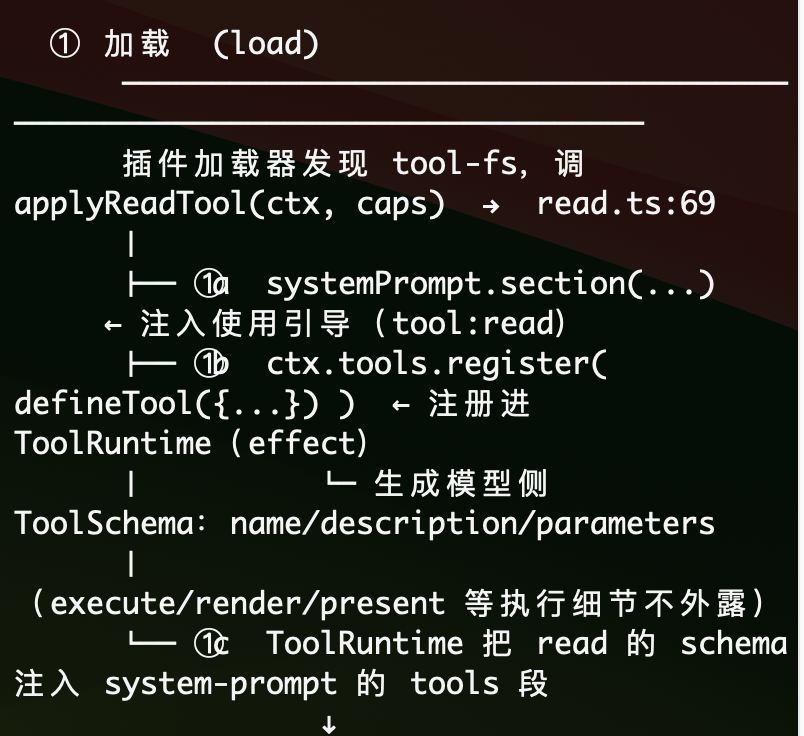 ① 加载 (load)
────────────────────────────────────────────────────────
插件加载器发现 tool-fs, 调
applyReadTool(ctx, caps) → read.ts:69
│
├── ①a systemPrompt.section(...)
← 注入使用引导 (tool:read)
├── ①b ctx.tools.register(
defineTool({...}) ) ← 注册进
ToolRuntime (effect)
│ └─ 生成模型侧
ToolSchema: name/description/parameters
│
(execute/render/present 等执行细节不外露)
└── ①c ToolRuntime 把 read 的 schema
注入 system-prompt 的 tools 段
↓